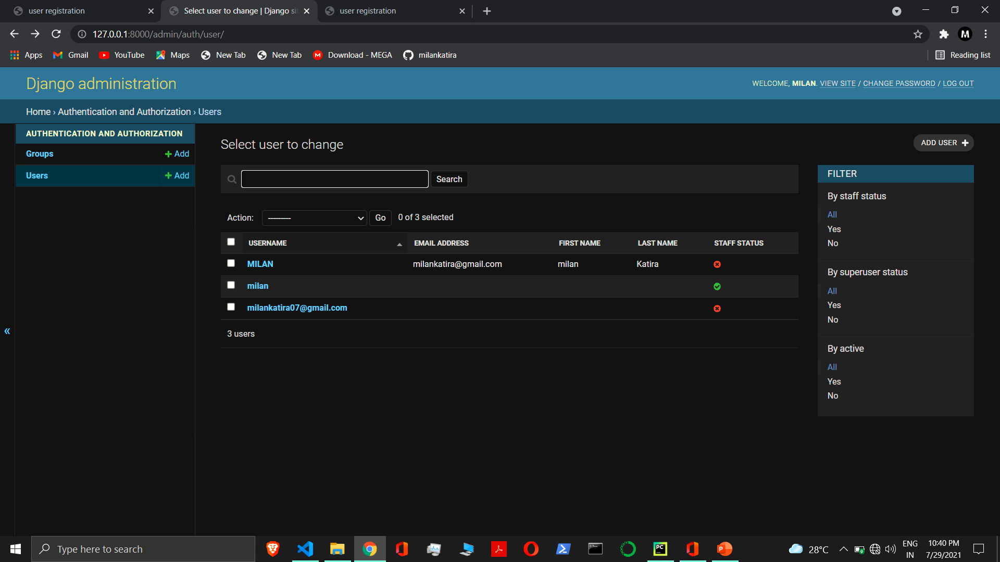 user registration
Select user to change | Django si
user registration
127.0.0.1:8000/admin/auth/user/
Apps
Gmail
YouTube
Maps
New Tab
New Tab
Download - MEGA
milankatira
Reading list
Django administration
WELCOME, MILAN. VIEW SITE / CHANGE PASSWORD / LOG OUT
Home › Authentication and Authorization › Users
AUTHENTICATION AND AUTHORIZATION
Groups + Add
Users + Add
Select user to change
ADD USER +
Search
Action: --------- Go 0 of 3 selected
USERNAME EMAIL ADDRESS FIRST NAME LAST NAME STAFF STATUS
MILAN milankatira@gmail.com milan Katira
milan
milankatira07@gmail.com
3 users
FILTER
By staff status
All
Yes
No
By superuser status
All
Yes
No
By active
All
Yes
No
«
Type here to search
28°C
ENG
IN
10:40 PM
7/29/2021